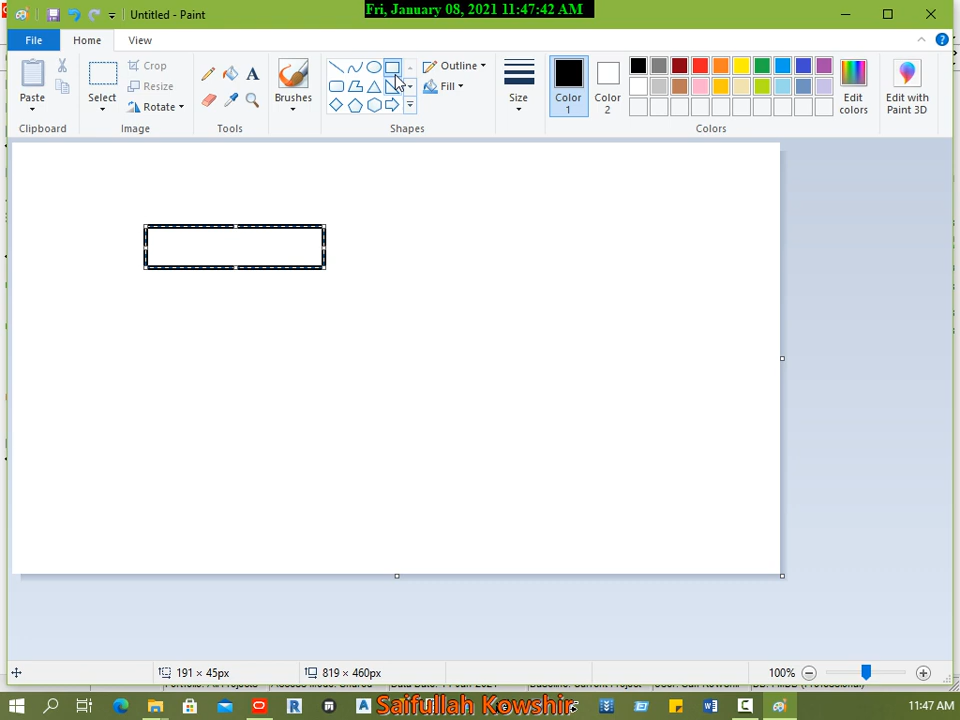 Fri, January 08, 2021 11:47:42 AM
Untitled - Paint
File
Home
View
Paste
Clipboard
Select
Crop
Resize
Rotate
Image
Tools
Brushes
Shapes
Outline
Fill
Size
Color 1
Color 2
Colors
Edit colors
Edit with Paint 3D
191 × 45px
819 × 460px
100%
Saifullah Kowshir
11:47 AM